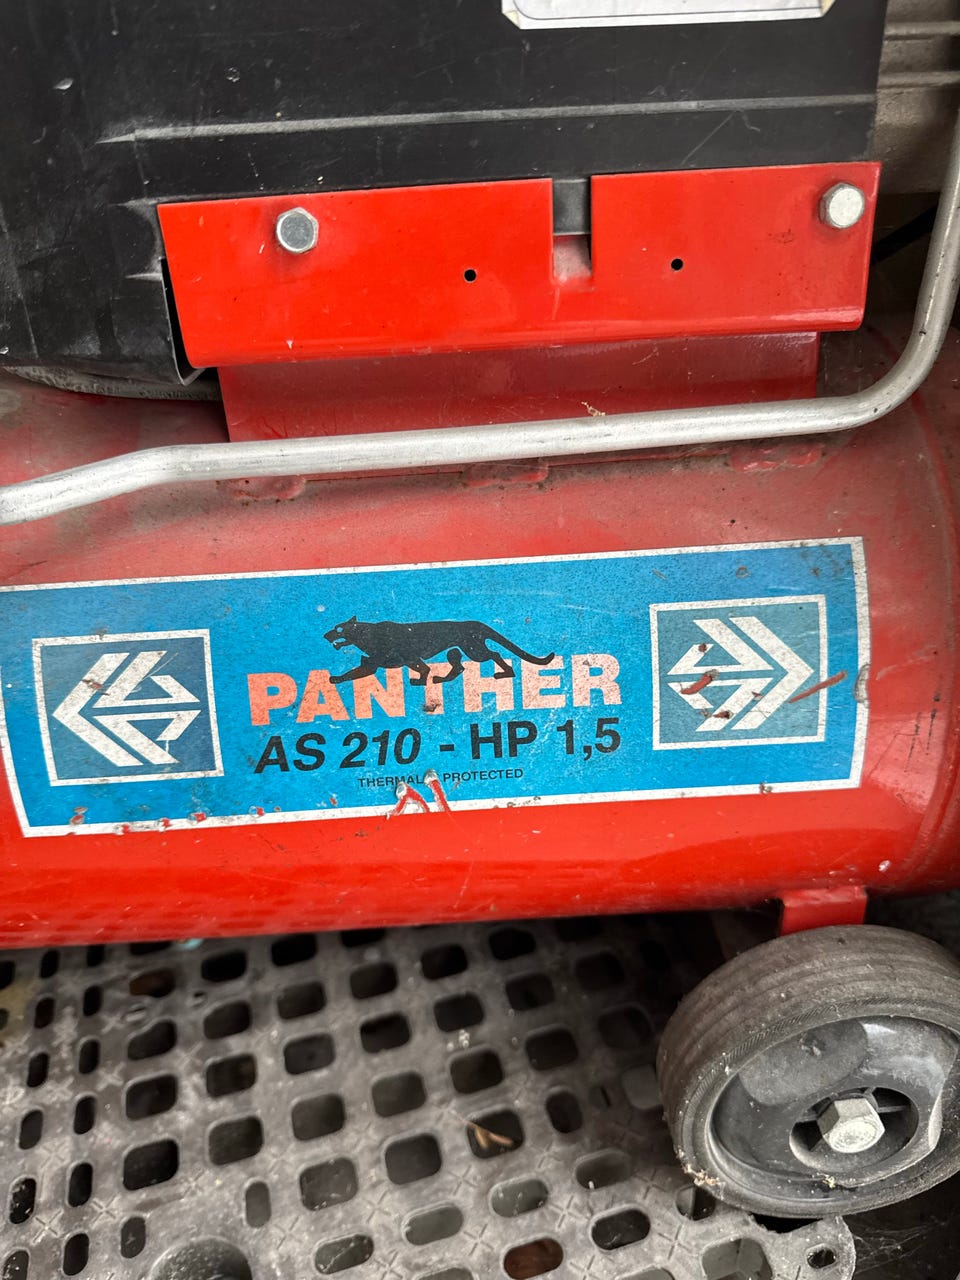 PANTHER
AS 210 - HP 1,5
THERMAL PROTECTED